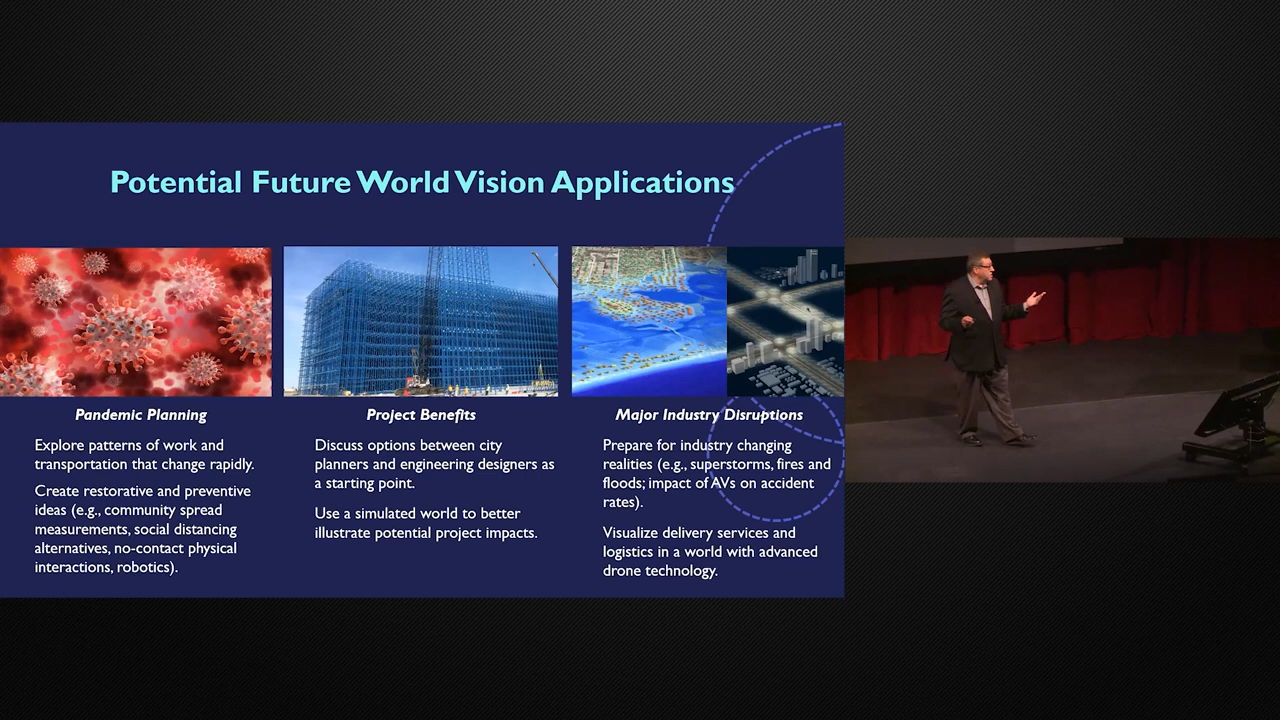 Potential Future World Vision Applications
Pandemic Planning
Explore patterns of work and
transportation that change rapidly.
Create restorative and preventive
ideas (e.g., community spread
measurements, social distancing
alternatives, no-contact physical
interactions, robotics).
Project Benefits
Discuss options between city
planners and engineering designers as
a starting point.
Use a simulated world to better
illustrate potential project impacts.
Major Industry Disruptions
Prepare for industry changing
realities (e.g., superstorms, fires and
floods; impact of AVs on accident
rates).
Visualize delivery services and
logistics in a world with advanced
drone technology.